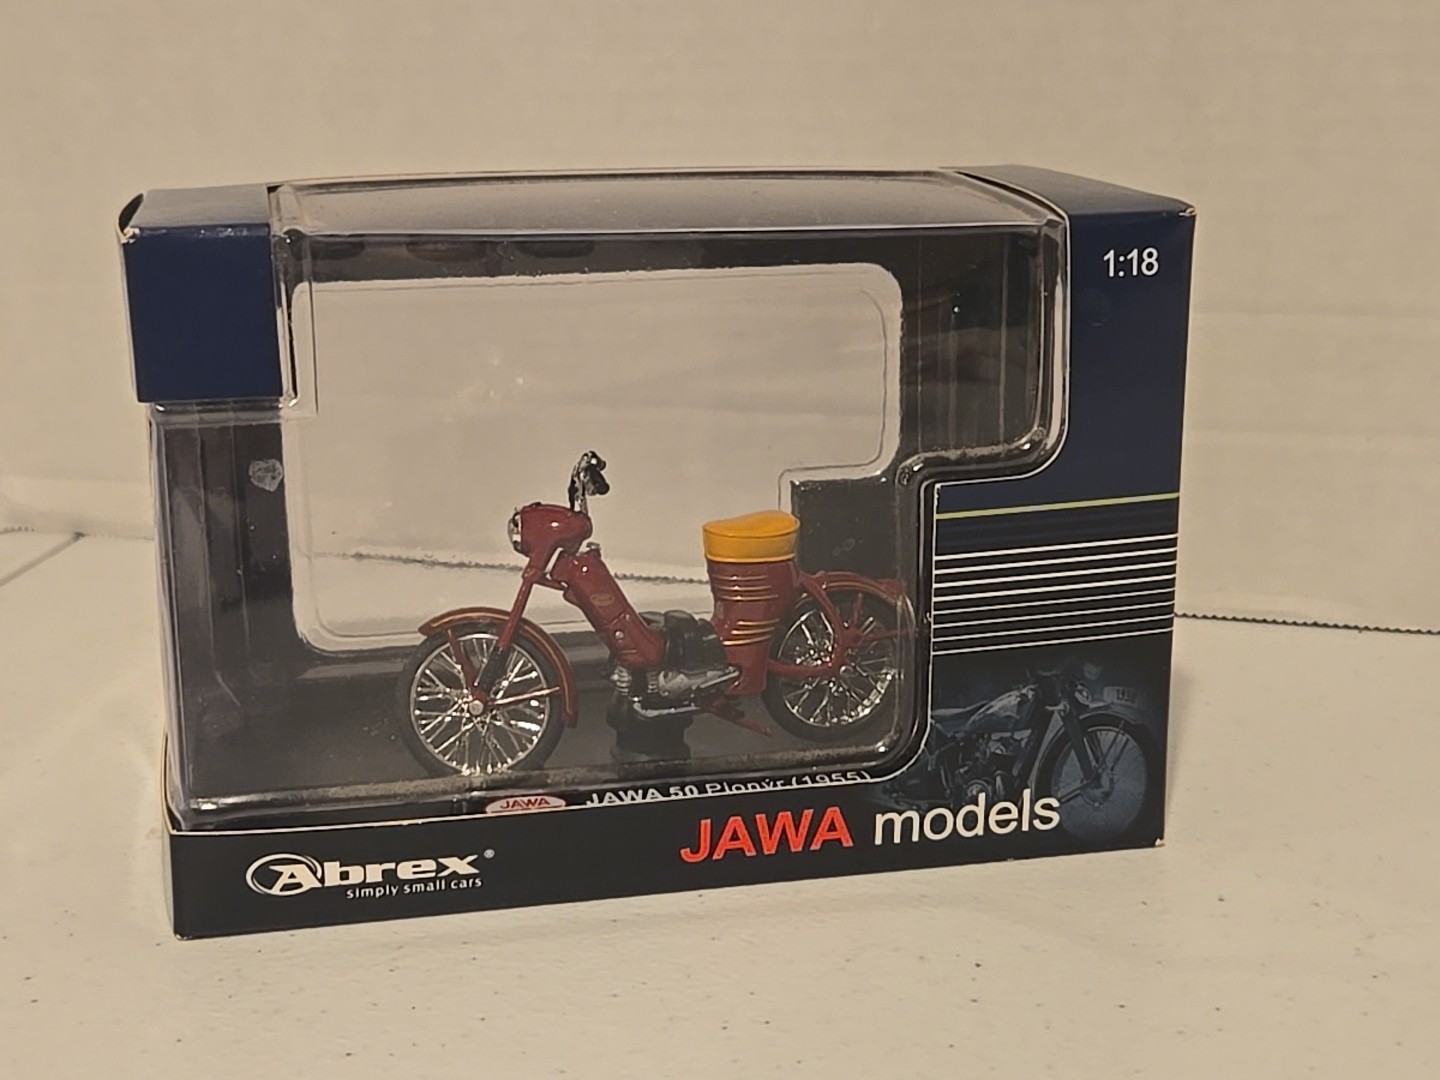 1:18
JAWA
JAWA 50 Pionýr (1955)
JAWA models
Abrex®
simply small cars